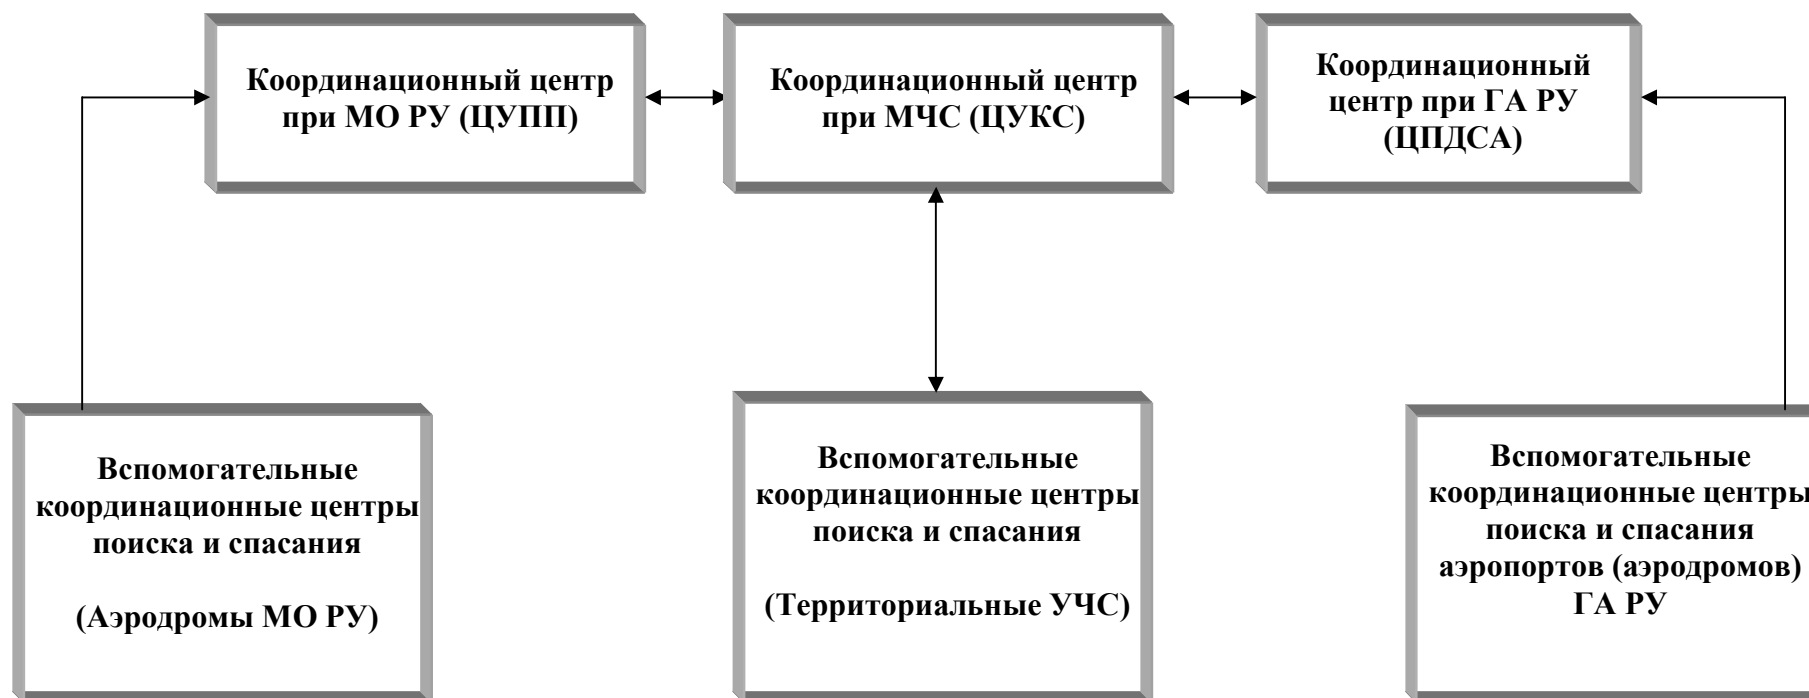 Координационный центр
при МО РУ (ЦУПП)
Координационный центр
при МЧС (ЦУКС)
Координационный
центр при ГА РУ
(ЦПДСА)
Вспомогательные
координационные центры
поиска и спасания
(Аэродромы МО РУ)
Вспомогательные
координационные центры
поиска и спасания
(Территориальные УЧС)
Вспомогательные
координационные центры
поиска и спасания
аэропортов (аэродромов)
ГА РУ